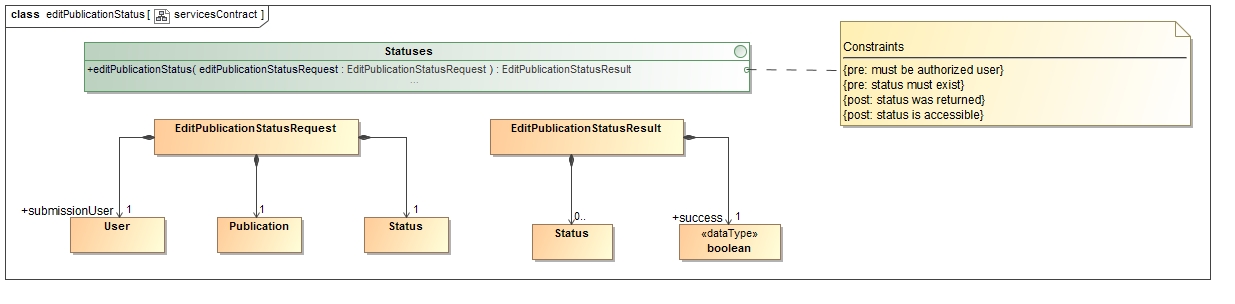 class editPublicationStatus [ servicesContract ]
Statuses
+editPublicationStatus( editPublicationStatusRequest : EditPublicationStatusRequest ) : EditPublicationStatusResult
...
Constraints
{pre: must be authorized user}
{pre: status must exist}
{post: status was returned}
{post: status is accessible}
EditPublicationStatusRequest
EditPublicationStatusResult
+submissionUser 1
1
1
0..
+success 1
User
Publication
Status
Status
«dataType»
boolean